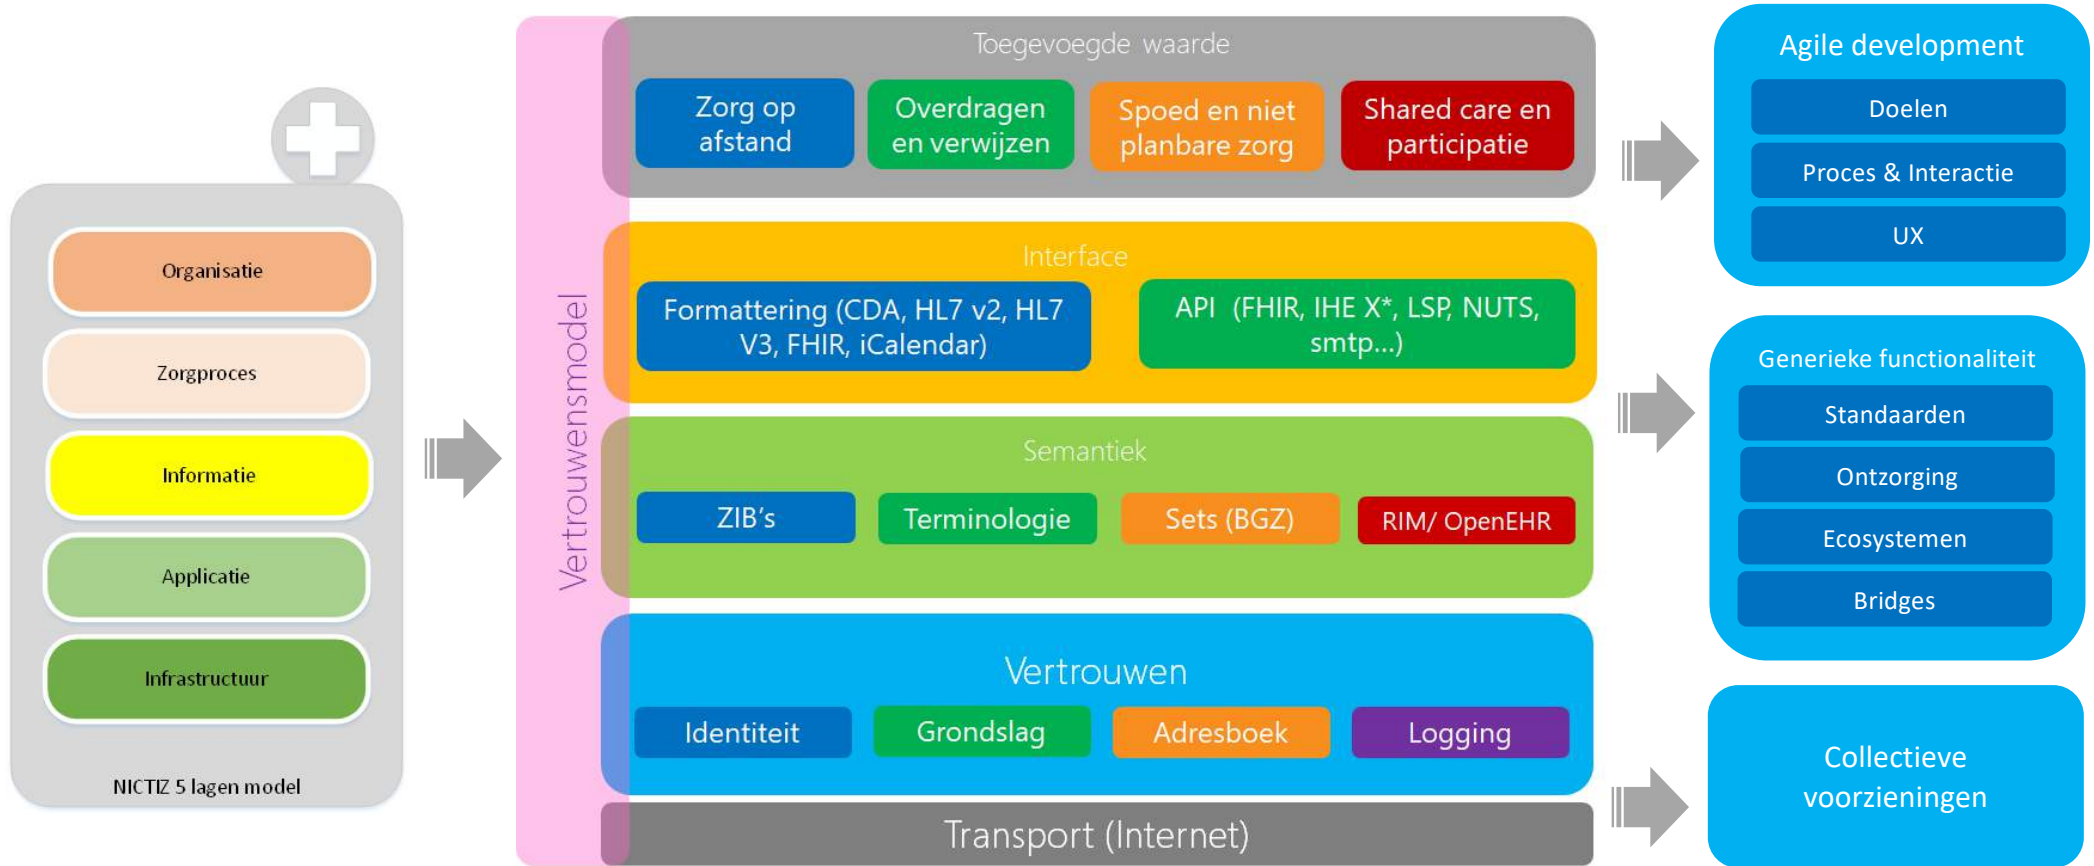 Organisatie
Zorgproces
Informatie
Applicatie
Infrastructuur
NICTIZ 5 lagen model
Vertrouwensmodel
Toegevoegde waarde
Zorg op
afstand
Overdragen
en verwijzen
Spoed en niet
planbare zorg
Shared care en
participatie
Interface
Formattering (CDA, HL7 v2, HL7
V3, FHIR, iCalendar)
API (FHIR, IHE X*, LSP, NUTS,
smtp...)
Semantiek
ZIB's
Terminologie
Sets (BGZ)
RIM/ OpenEHR
Vertrouwen
Identiteit
Grondslag
Adresboek
Logging
Transport (Internet)
Agile development
Doelen
Proces & Interactie
UX
Generieke functionaliteit
Standaarden
Ontzorging
Ecosystemen
Bridges
Collectieve
voorzieningen